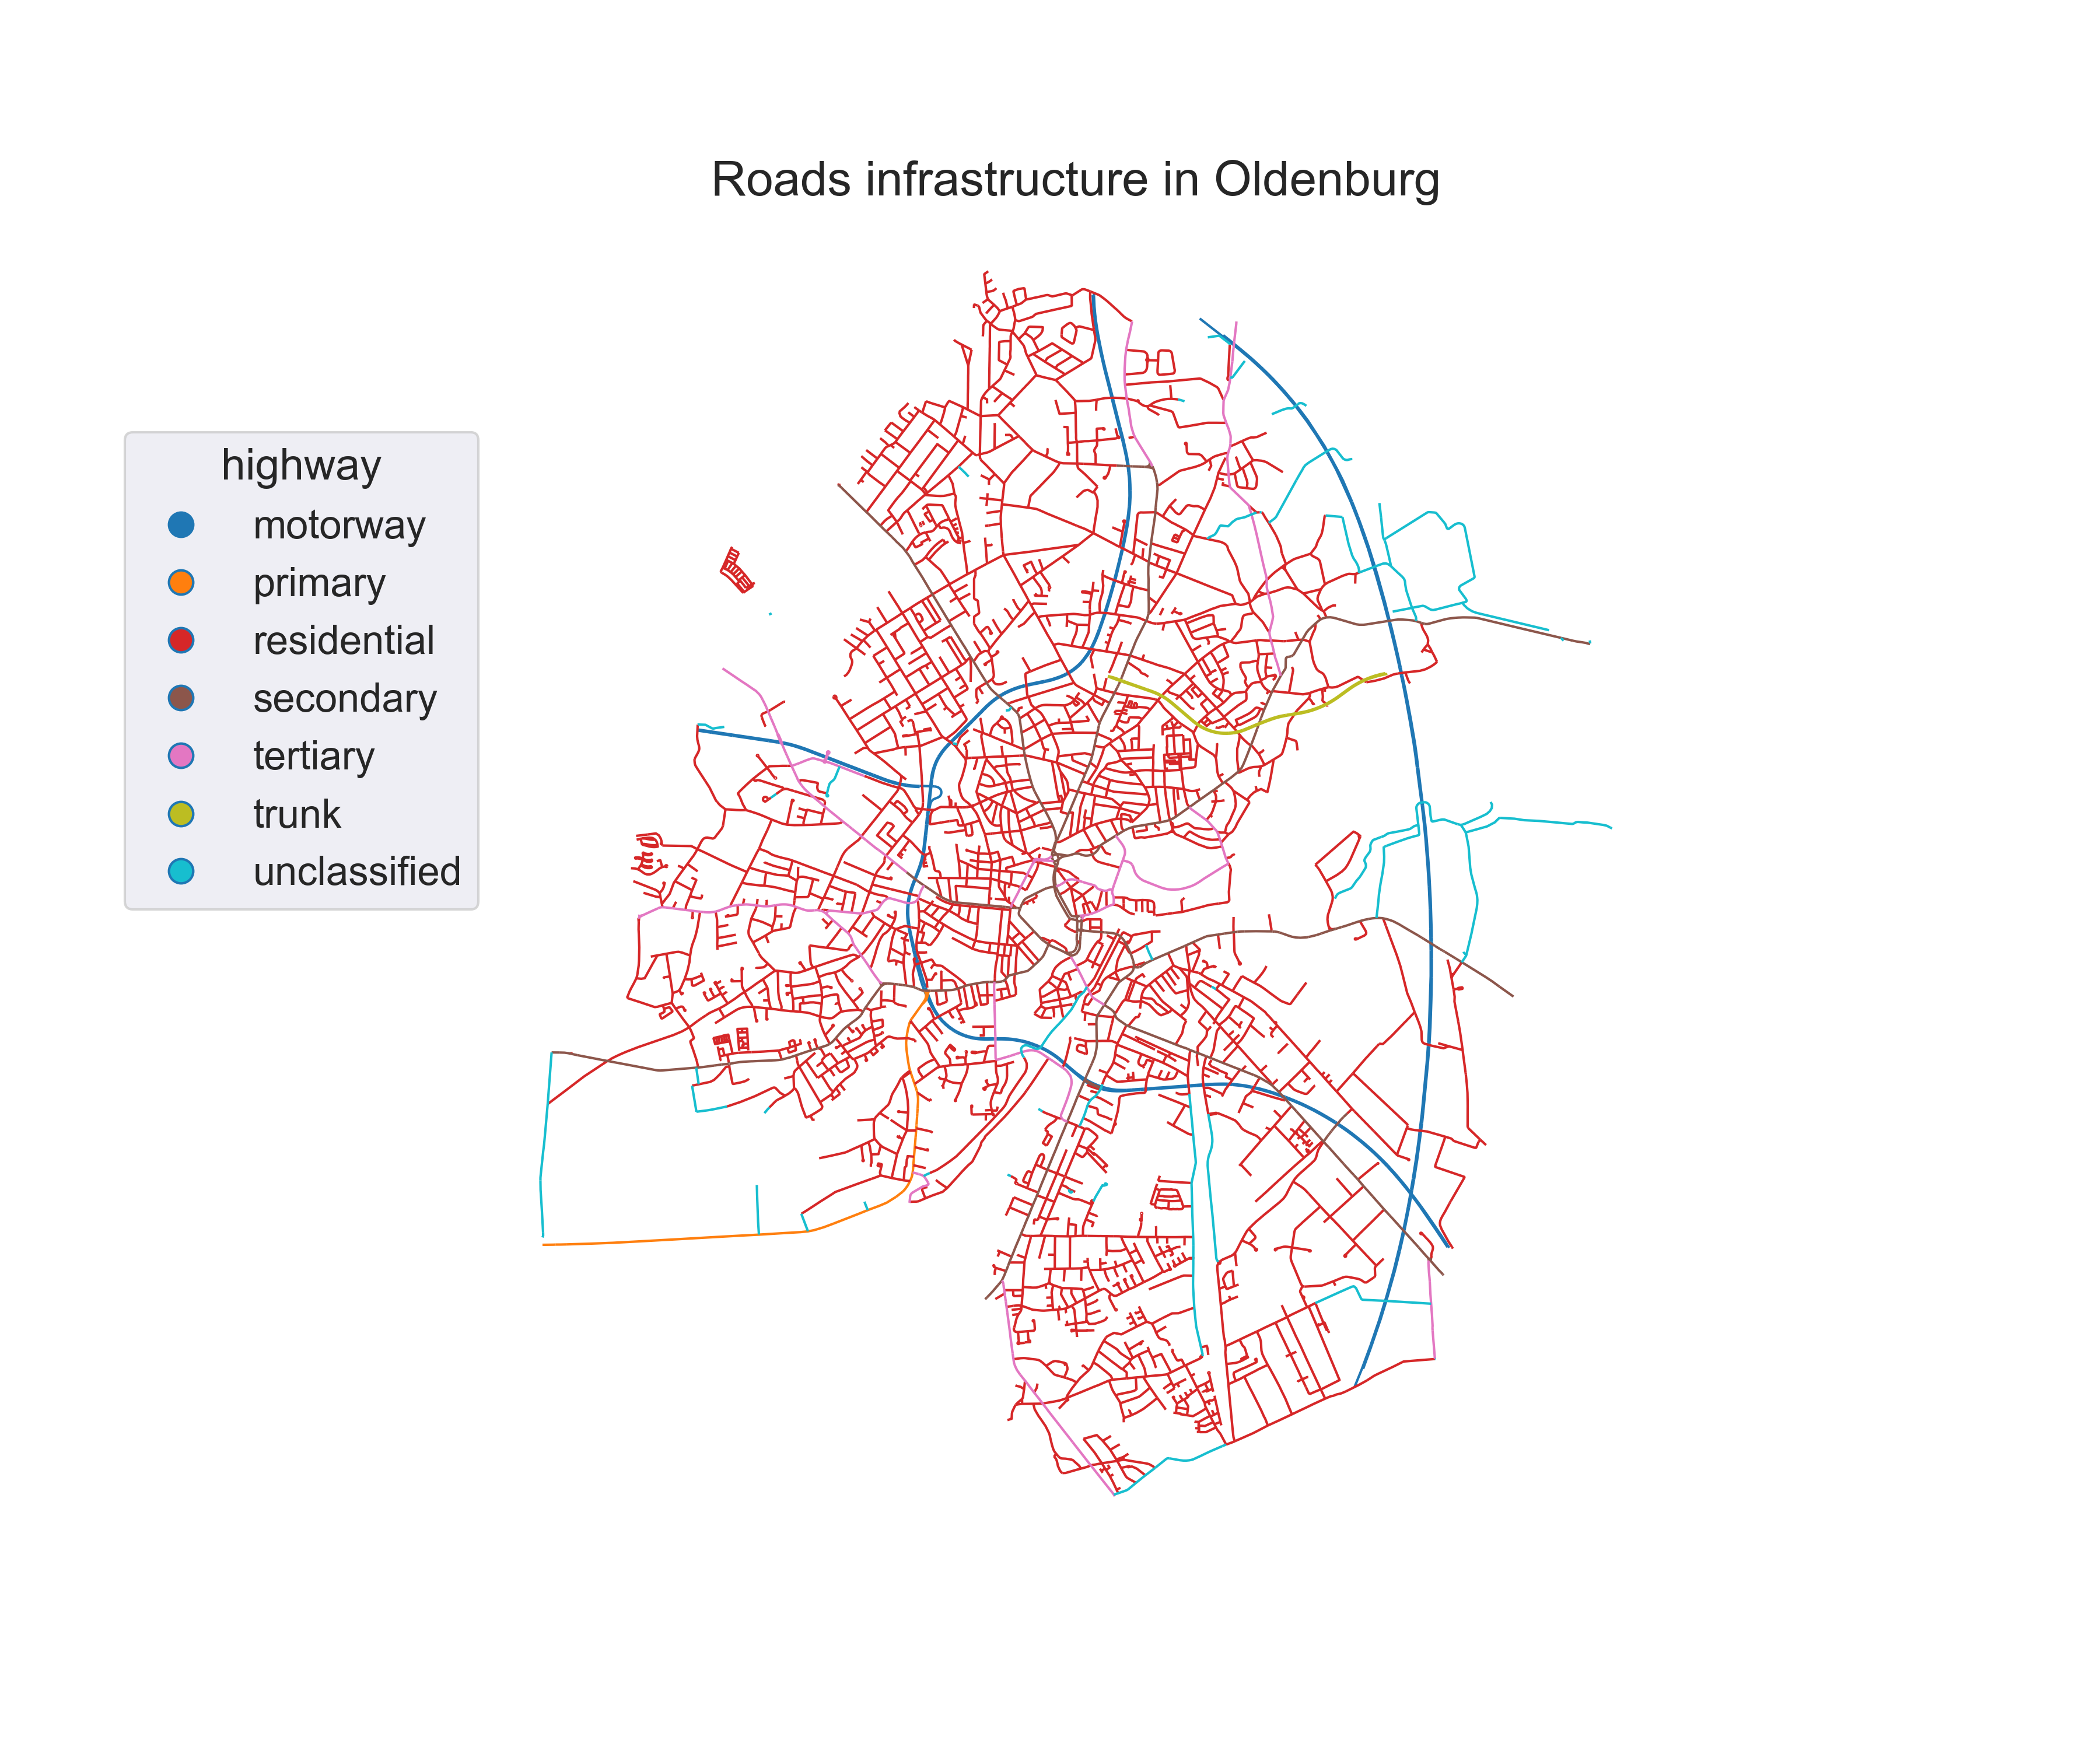 Roads infrastructure in Oldenburg
highway
motorway
primary
residential
secondary
tertiary
trunk
unclassified